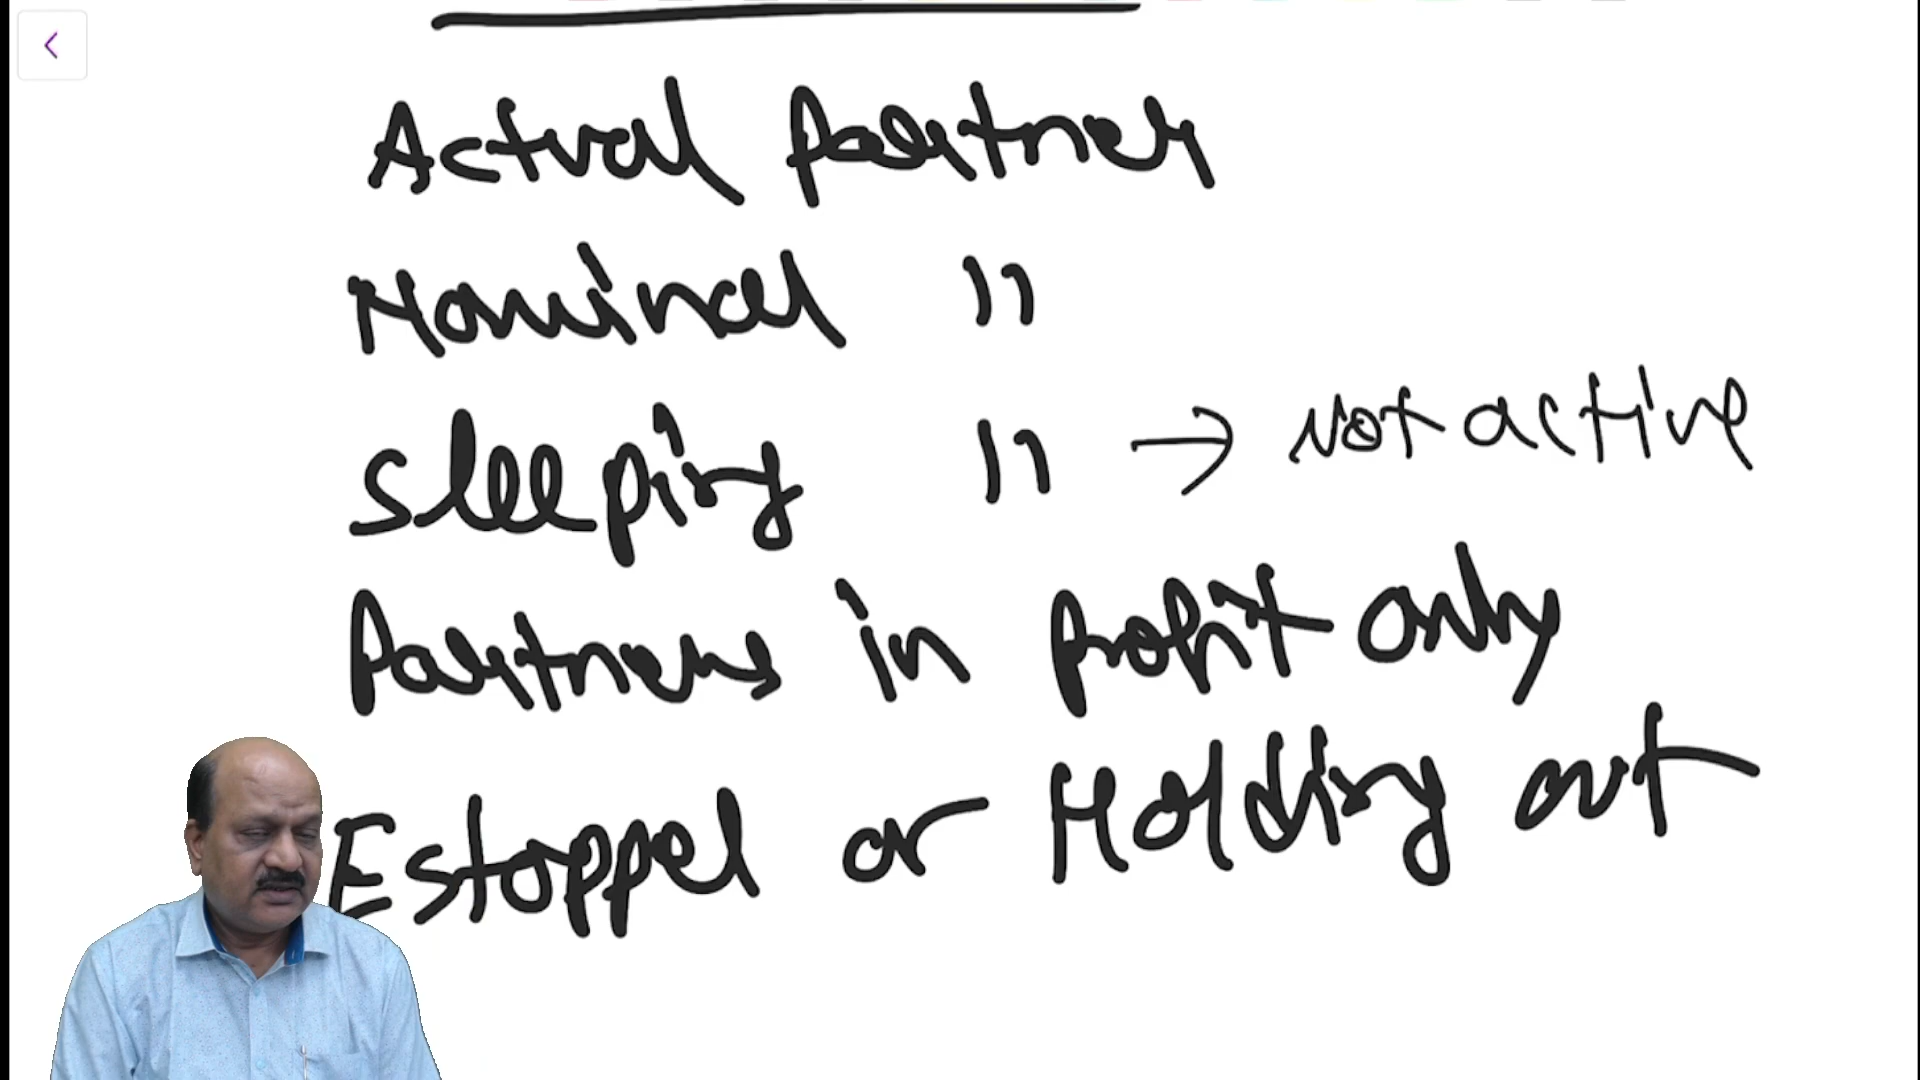 Actual Partner
Nominal "
Sleeping " → Not active
Partners in profit only
Estoppel or Holding out